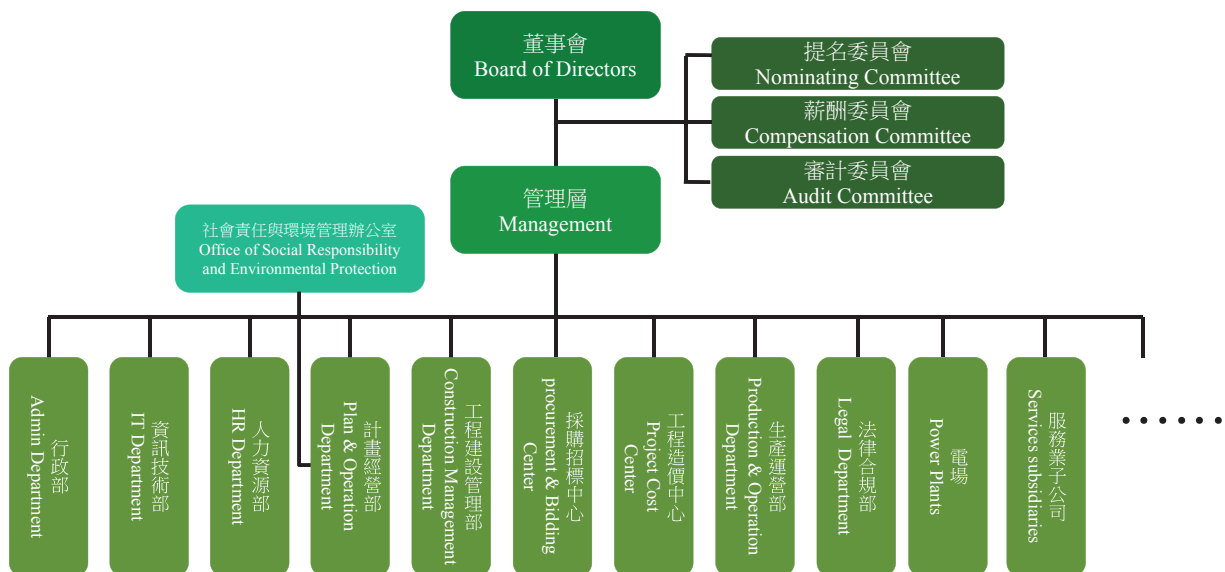 董事會
Board of Directors
提名委員會
Nominating Committee
薪酬委員會
Compensation Committee
審計委員會
Audit Committee
管理層
Management
社會責任與環境管理辦公室
Office of Social Responsibility
and Environmental Protection
行政部
Admin Department
資訊技術部
IT Department
人力資源部
HR Department
計畫經營部
Plan & Operation
Department
工程建設管理部
Construction Management
Department
採購招標中心
procurement & Bidding
Center
工程造價中心
Project Cost
Center
生產運營部
Production & Operation
Department
法律合規部
Legal Department
電場
Power Plants
服務業子公司
Services subsidiaries
......